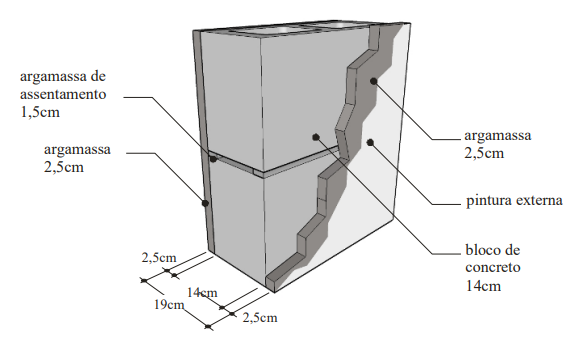 argamassa de
assentamento
1,5cm
argamassa
2,5cm
argamassa
2,5cm
pintura externa
bloco de
concreto
14cm
2,5cm
14cm
19cm
2,5cm